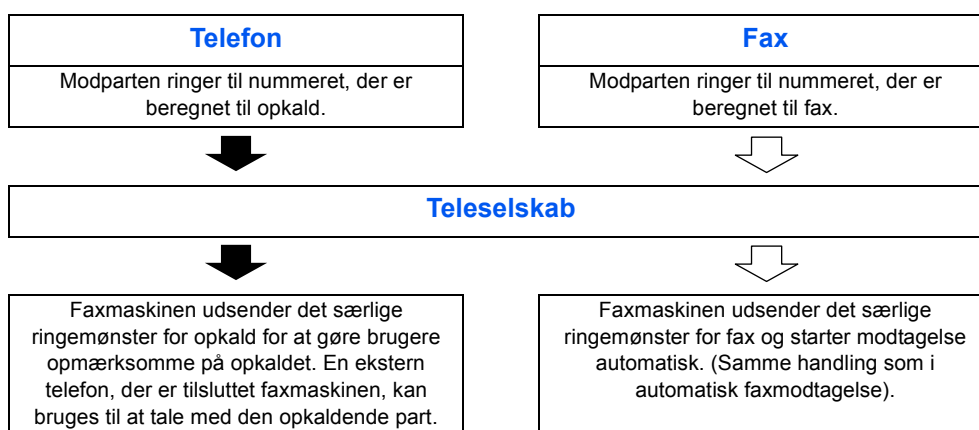 Telefon
Modparten ringer til nummeret, der er
beregnet til opkald.
Fax
Modparten ringer til nummeret, der er
beregnet til fax.
Teleselskab
Faxmaskinen udsender det særlige
ringemønster for opkald for at gøre brugere
opmærksomme på opkaldet. En ekstern
telefon, der er tilsluttet faxmaskinen, kan
bruges til at tale med den opkaldende part.
Faxmaskinen udsender det særlige
ringemønster for fax og starter modtagelse
automatisk. (Samme handling som i
automatisk faxmodtagelse).